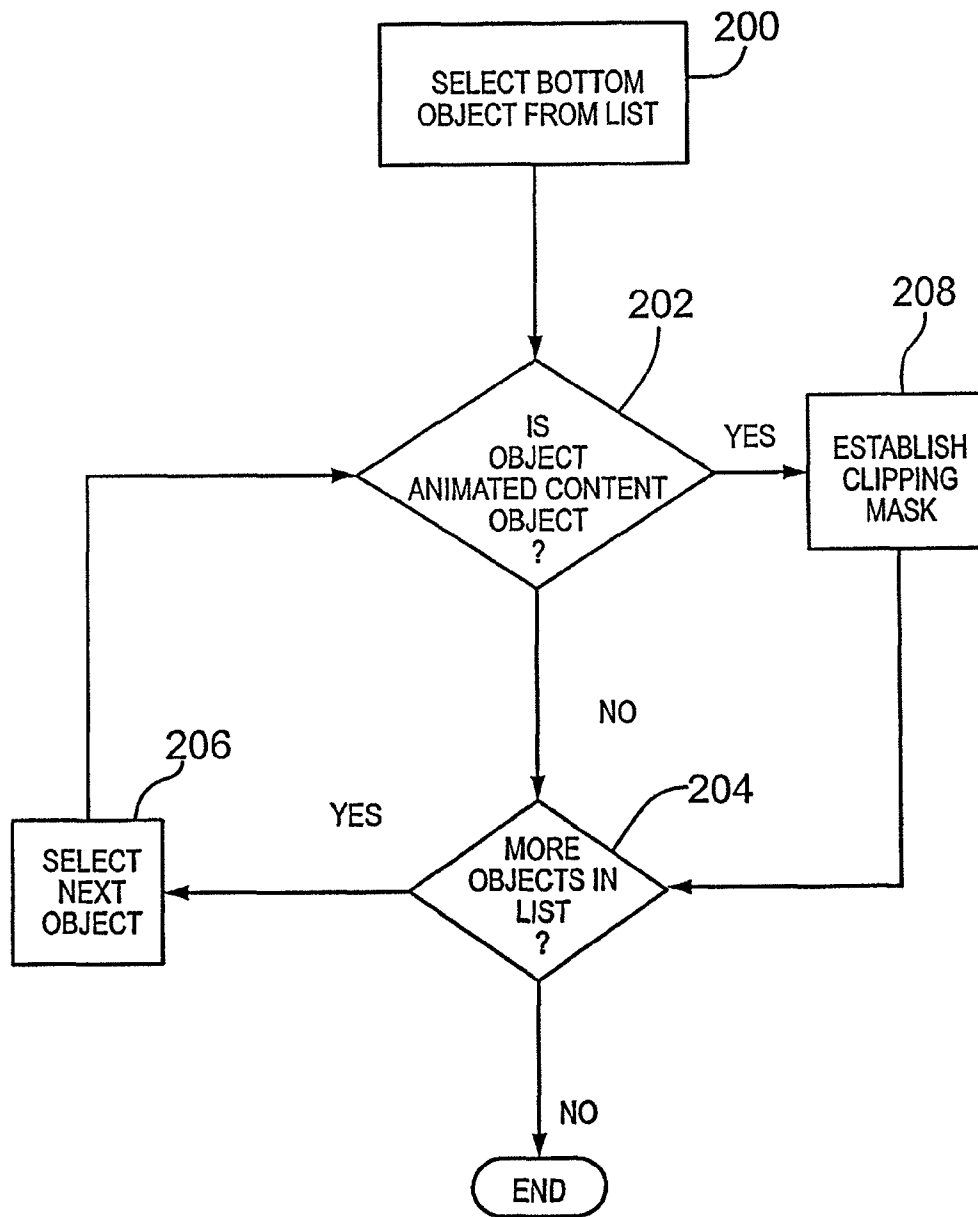 200
SELECT BOTTOM
OBJECT FROM LIST
202
208
IS
OBJECT
ANIMATED CONTENT
OBJECT
?
YES
ESTABLISH
CLIPPING
MASK
NO
206
204
YES
SELECT
NEXT
OBJECT
MORE
OBJECTS IN
LIST
?
NO
END